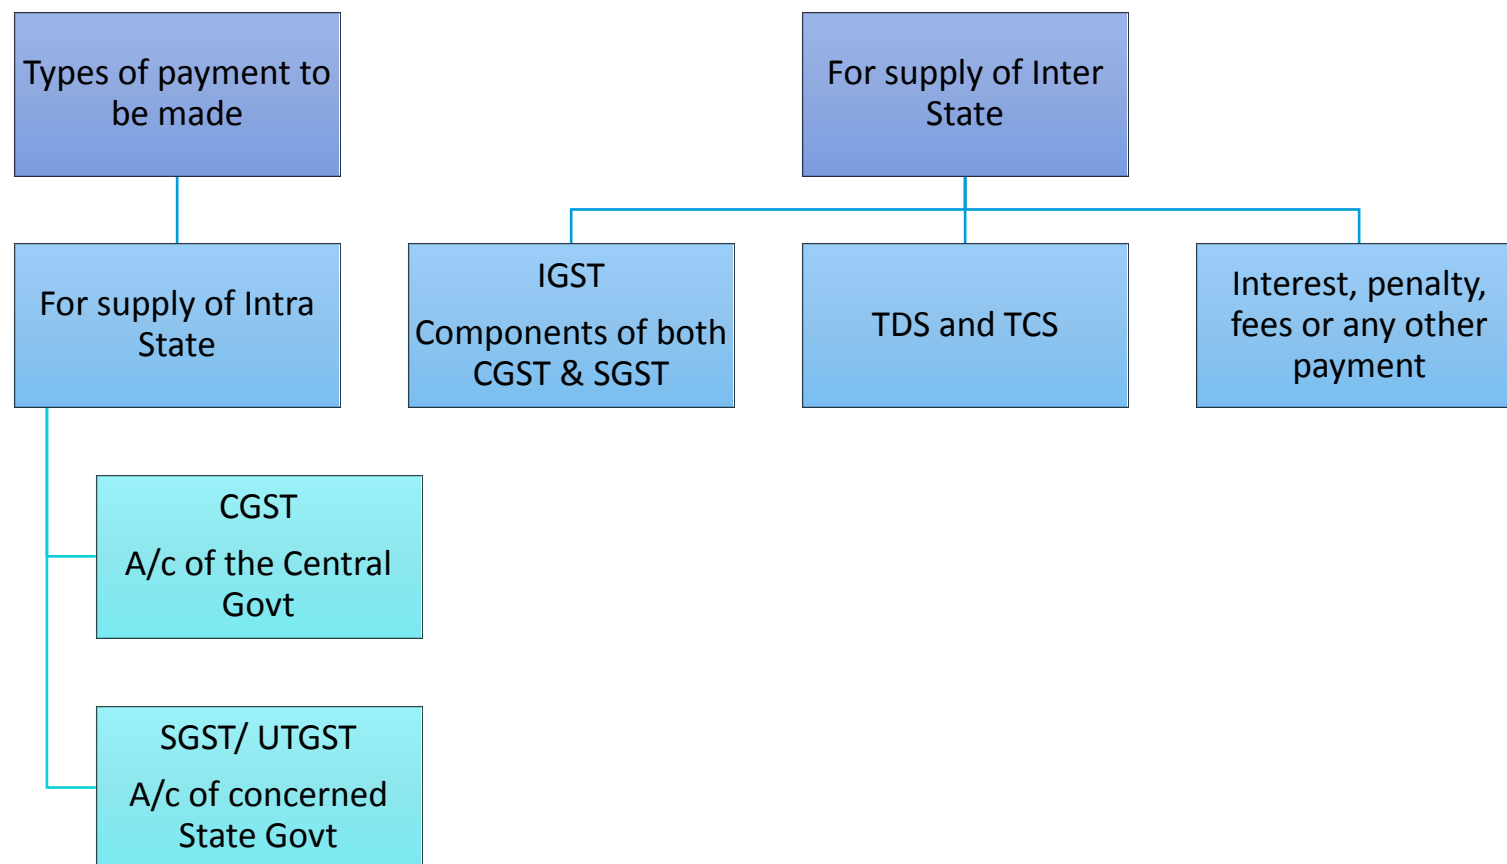 Types of payment to
be made
For supply of Inter
State
For supply of Intra
State
IGST
Components of both
CGST & SGST
TDS and TCS
Interest, penalty,
fees or any other
payment
CGST
A/c of the Central
Govt
SGST/ UTGST
A/c of concerned
State Govt